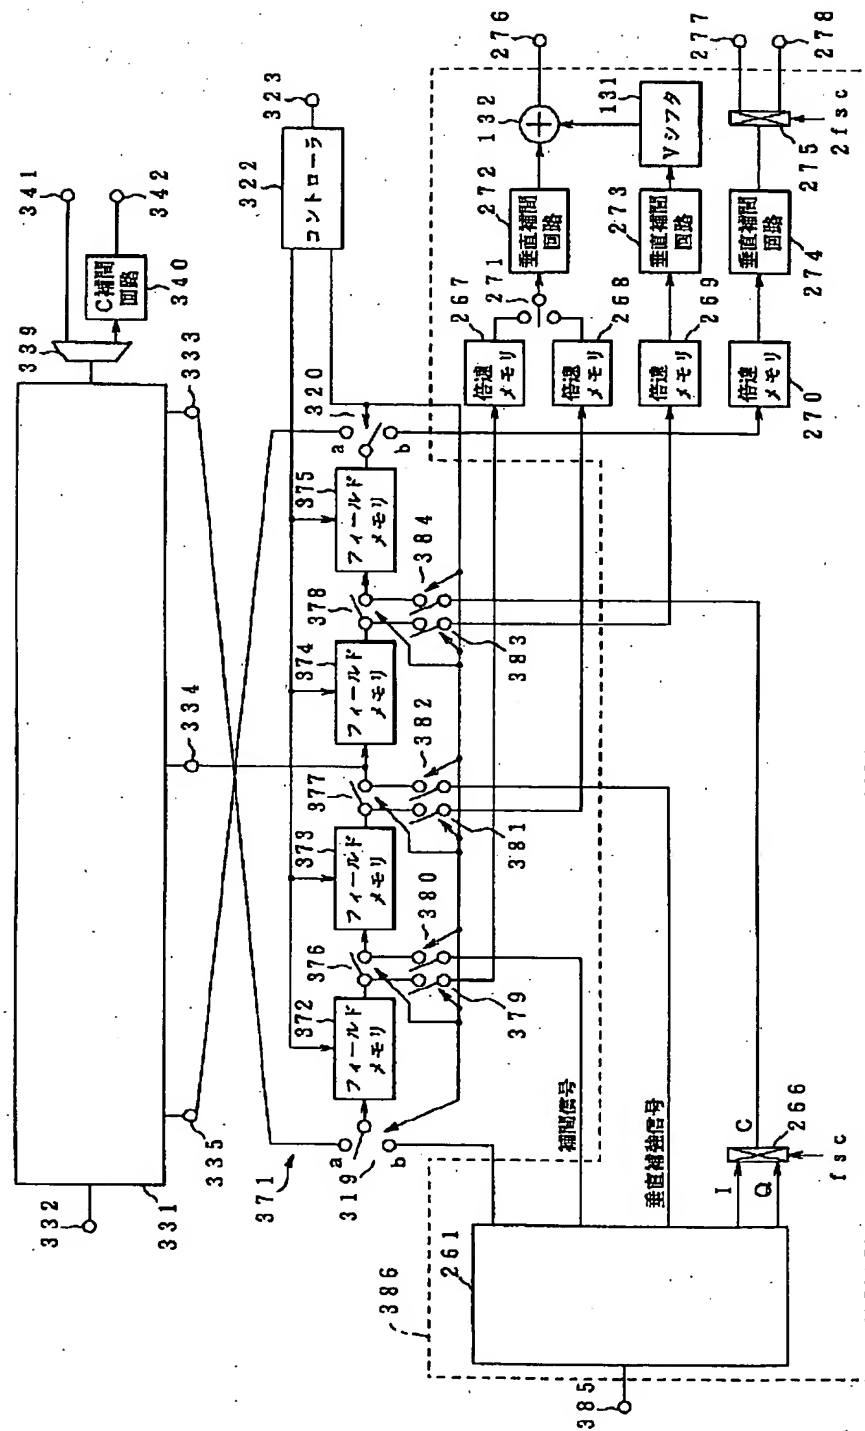 332
331
335
334
333
339
341
342
C補間
回路
340
371
a
319
b
372
フィールド
メモリ
376
373
フィールド
メモリ
377
374
フィールド
メモリ
378
375
フィールド
メモリ
a
320
b
322
コントローラ
323
379
380
381
382
383
384
386
385
261
補間信号
垂直補強信号
I
Q
C
266
fsc
267
倍速
メモリ
268
倍速
メモリ
269
倍速
メモリ
270
倍速
メモリ
271
272
垂直補間
回路
273
垂直補間
回路
274
垂直補間
回路
132
131
Vシフタ
275
2fsc
276
277
278